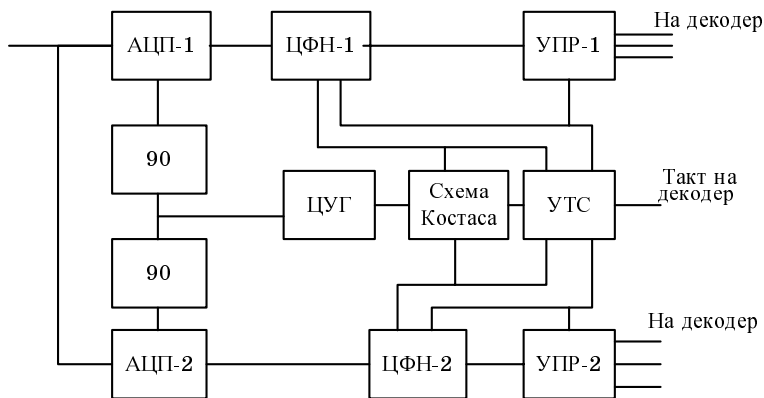 АЦП-1
ЦФН-1
УПР-1
На декодер
90
ЦУГ
Схема
Костаса
УТС
Такт на
декодер
90
АЦП-2
ЦФН-2
УПР-2
На декодер